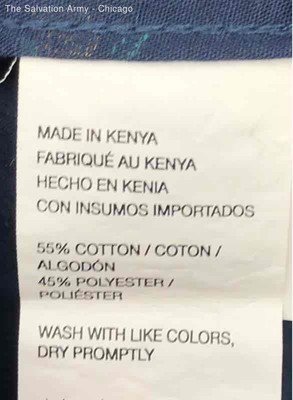 The Salvation Army - Chicago
MADE IN KENYA
FABRIQUÉ AU KENYA
HECHO EN KENIA
CON INSUMOS IMPORTADOS
55% COTTON / COTON /
ALGODÓN
45% POLYESTER /
POLIÉSTER
WASH WITH LIKE COLORS,
DRY PROMPTLY